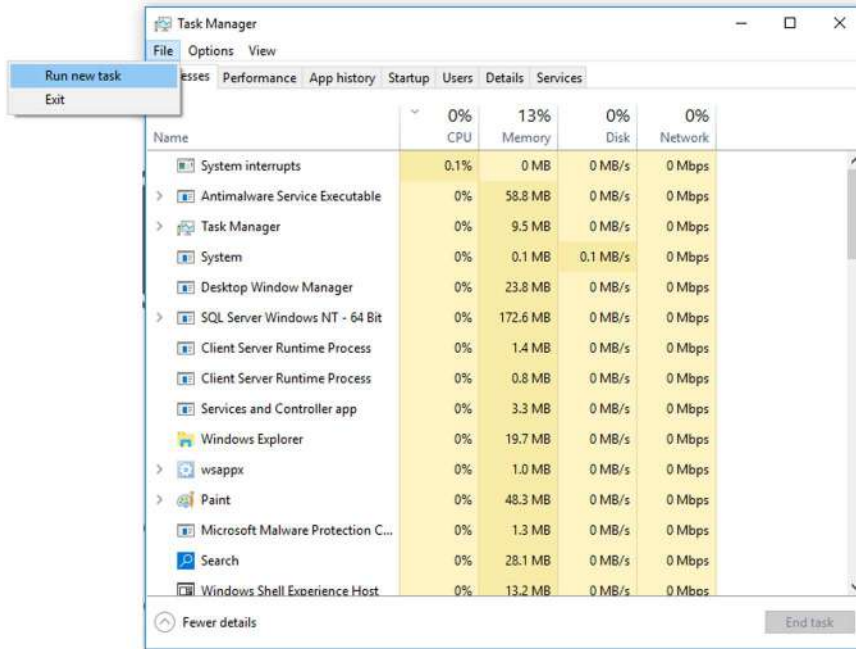 Task Manager
File Options View
Run new task
Exit
esses Performance App history Startup Users Details Services
0% 13% 0% 0%
Name CPU Memory Disk Network
System interrupts 0.1% 0 MB 0 MB/s 0 Mbps
Antimalware Service Executable 0% 58.8 MB 0 MB/s 0 Mbps
Task Manager 0% 9.5 MB 0 MB/s 0 Mbps
System 0% 0.1 MB 0.1 MB/s 0 Mbps
Desktop Window Manager 0% 23.8 MB 0 MB/s 0 Mbps
SQL Server Windows NT - 64 Bit 0% 172.6 MB 0 MB/s 0 Mbps
Client Server Runtime Process 0% 1.4 MB 0 MB/s 0 Mbps
Client Server Runtime Process 0% 0.8 MB 0 MB/s 0 Mbps
Services and Controller app 0% 3.3 MB 0 MB/s 0 Mbps
Windows Explorer 0% 19.7 MB 0 MB/s 0 Mbps
wsappx 0% 1.0 MB 0 MB/s 0 Mbps
Paint 0% 48.3 MB 0 MB/s 0 Mbps
Microsoft Malware Protection C... 0% 1.3 MB 0 MB/s 0 Mbps
Search 0% 28.1 MB 0 MB/s 0 Mbps
Windows Shell Experience Host 0% 13.2 MB 0 MB/s 0 Mbps
Fewer details End task